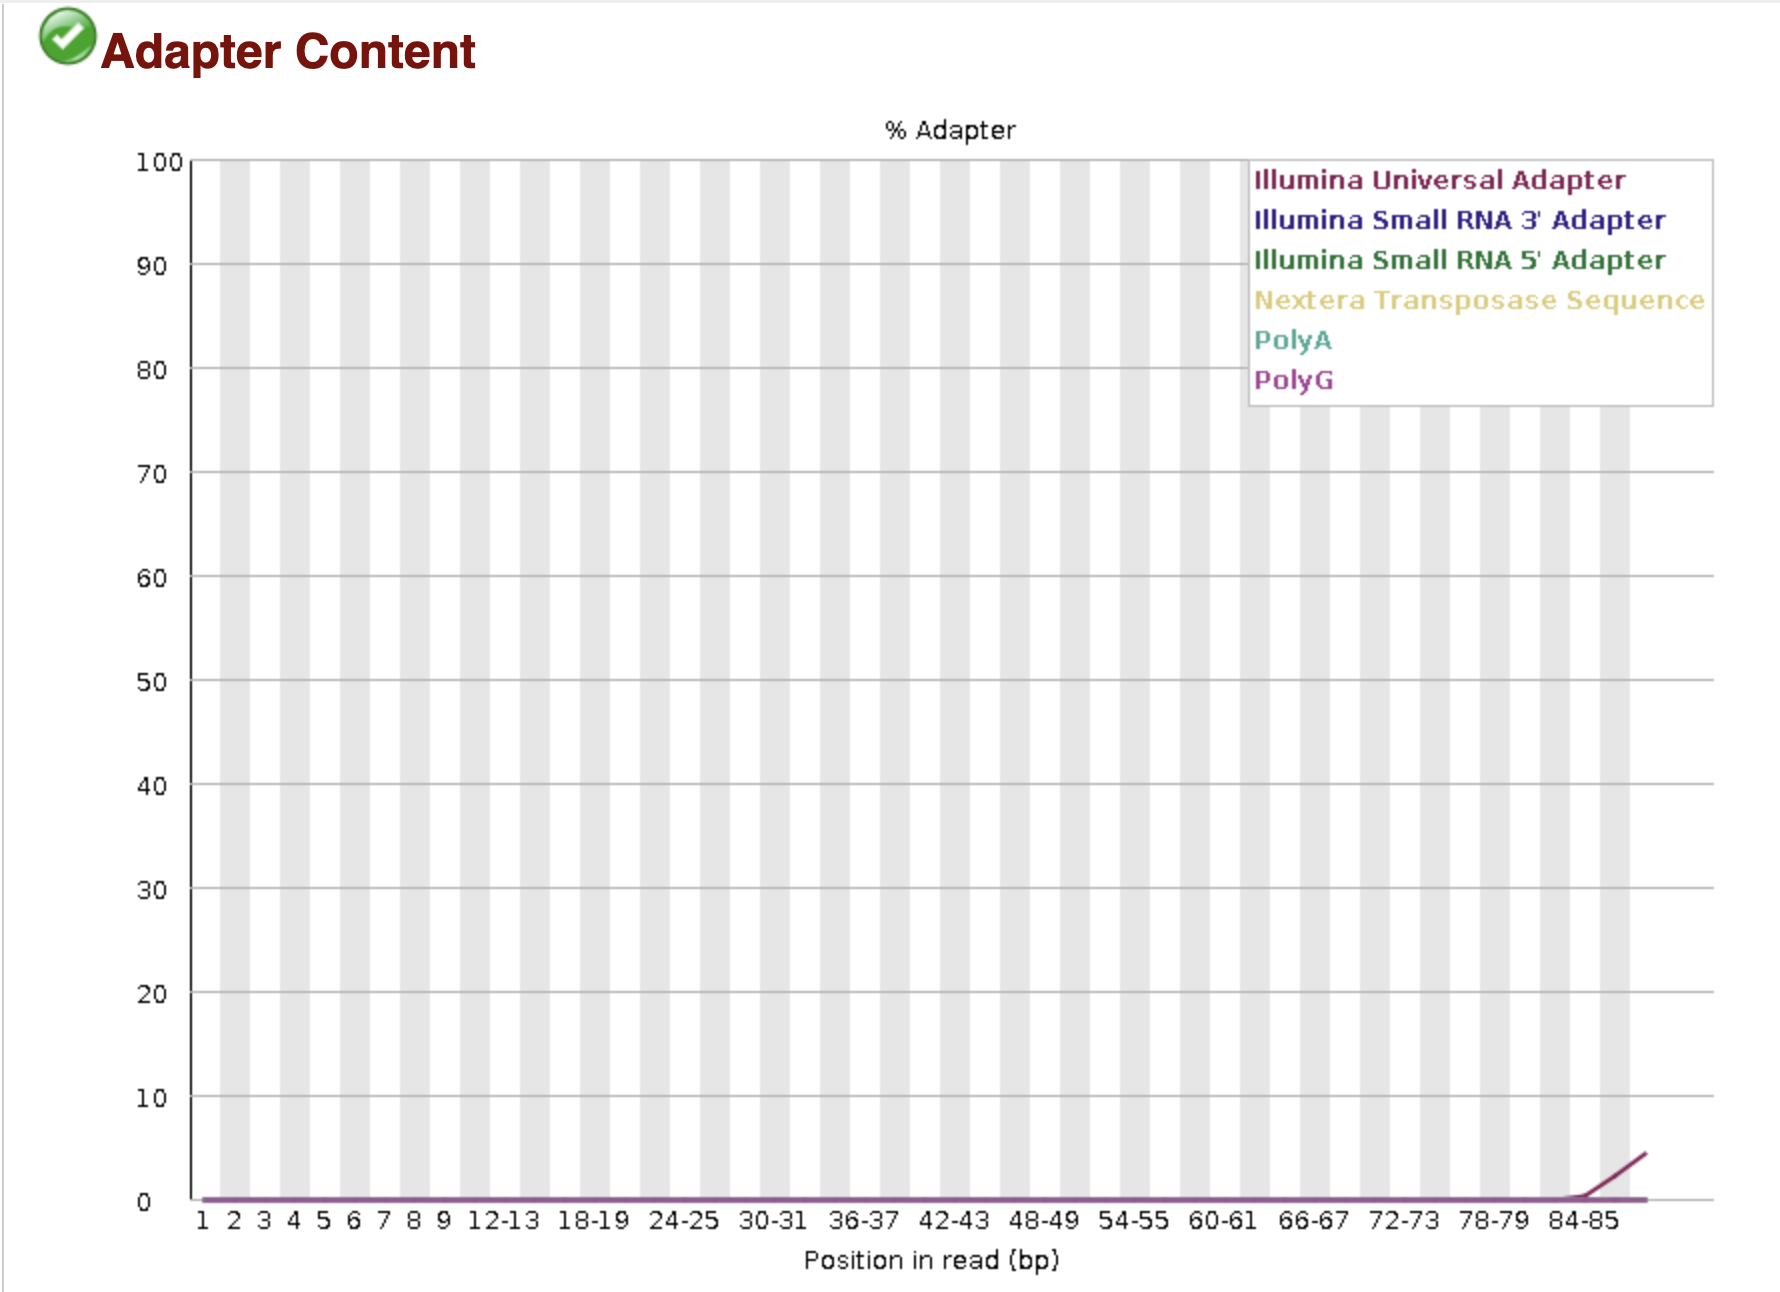 Adapter Content
% Adapter
100
Illumina Universal Adapter
Illumina Small RNA 3' Adapter
Illumina Small RNA 5' Adapter
Nextera Transposase Sequence
PolyA
PolyG
90
80
70
60
50
40
30
20
10
0
1 2 3 4 5 6 7 8 9 12-13 18-19 24-25 30-31 36-37 42-43 48-49 54-55 60-61 66-67 72-73 78-79 84-85
Position in read (bp)